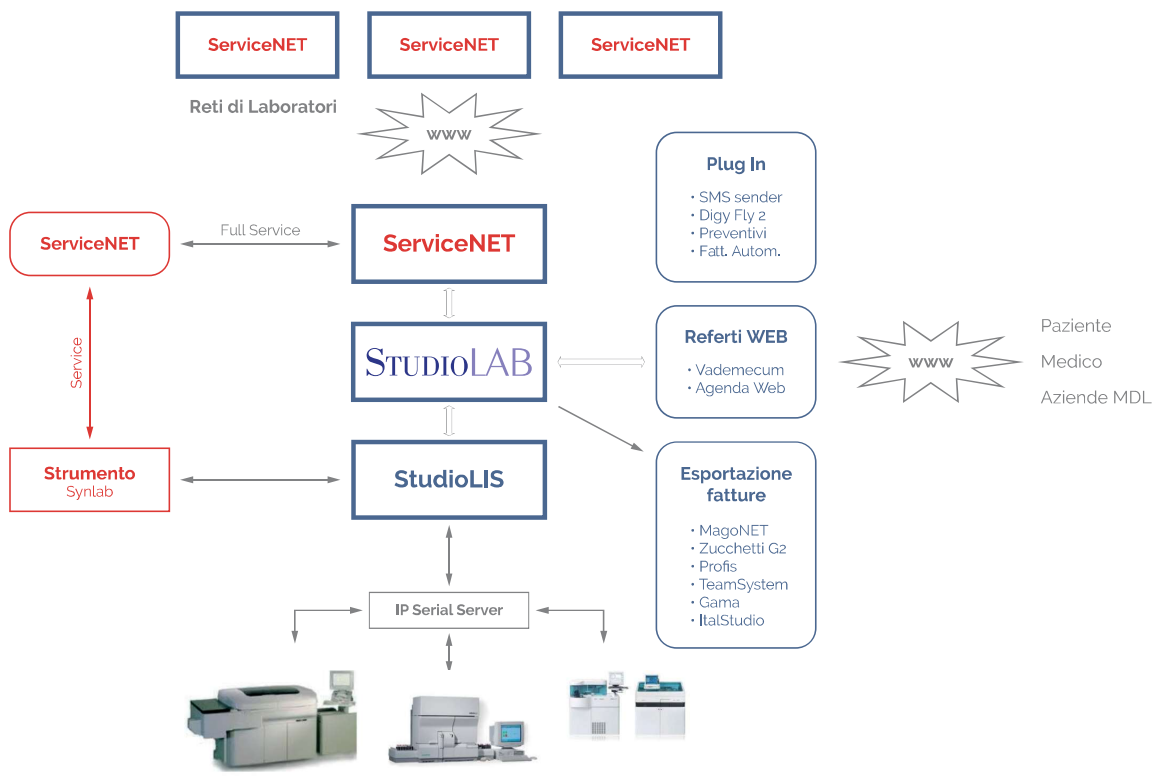 ServiceNET
ServiceNET
ServiceNET
Reti di Laboratori
www
Plug In
• SMS sender
• Digy Fly 2
• Preventivi
• Fatt. Autom.
ServiceNET
Full Service
ServiceNET
Service
STUDIOLAB
Referti WEB
• Vademecum
• Agenda Web
www
Paziente
Medico
Aziende MDL
Strumento
Synlab
StudioLIS
Esportazione
fatture
• MagoNET
• Zucchetti G2
• Profis
• TeamSystem
• Gama
• ItalStudio
IP Serial Server